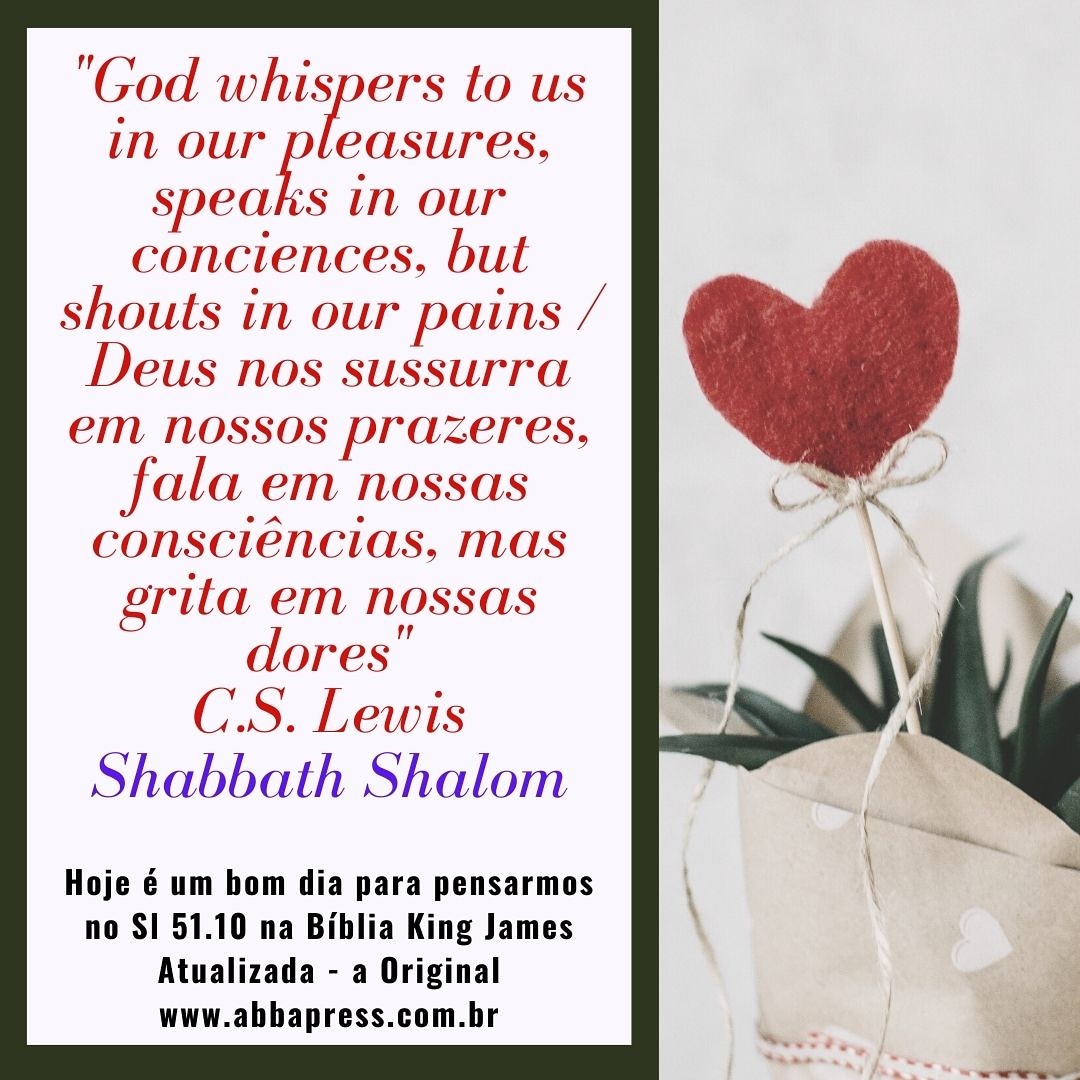 "God whispers to us
in our pleasures,
speaks in our
conciences, but
shouts in our pains /
Deus nos sussurra
em nossos prazeres,
fala em nossas
consciências, mas
grita em nossas
dores"
C.S. Lewis
Shabbath Shalom
Hoje é um bom dia para pensarmos
no Sl 51.10 na Bíblia King James
Atualizada - a Original
www.abbapress.com.br